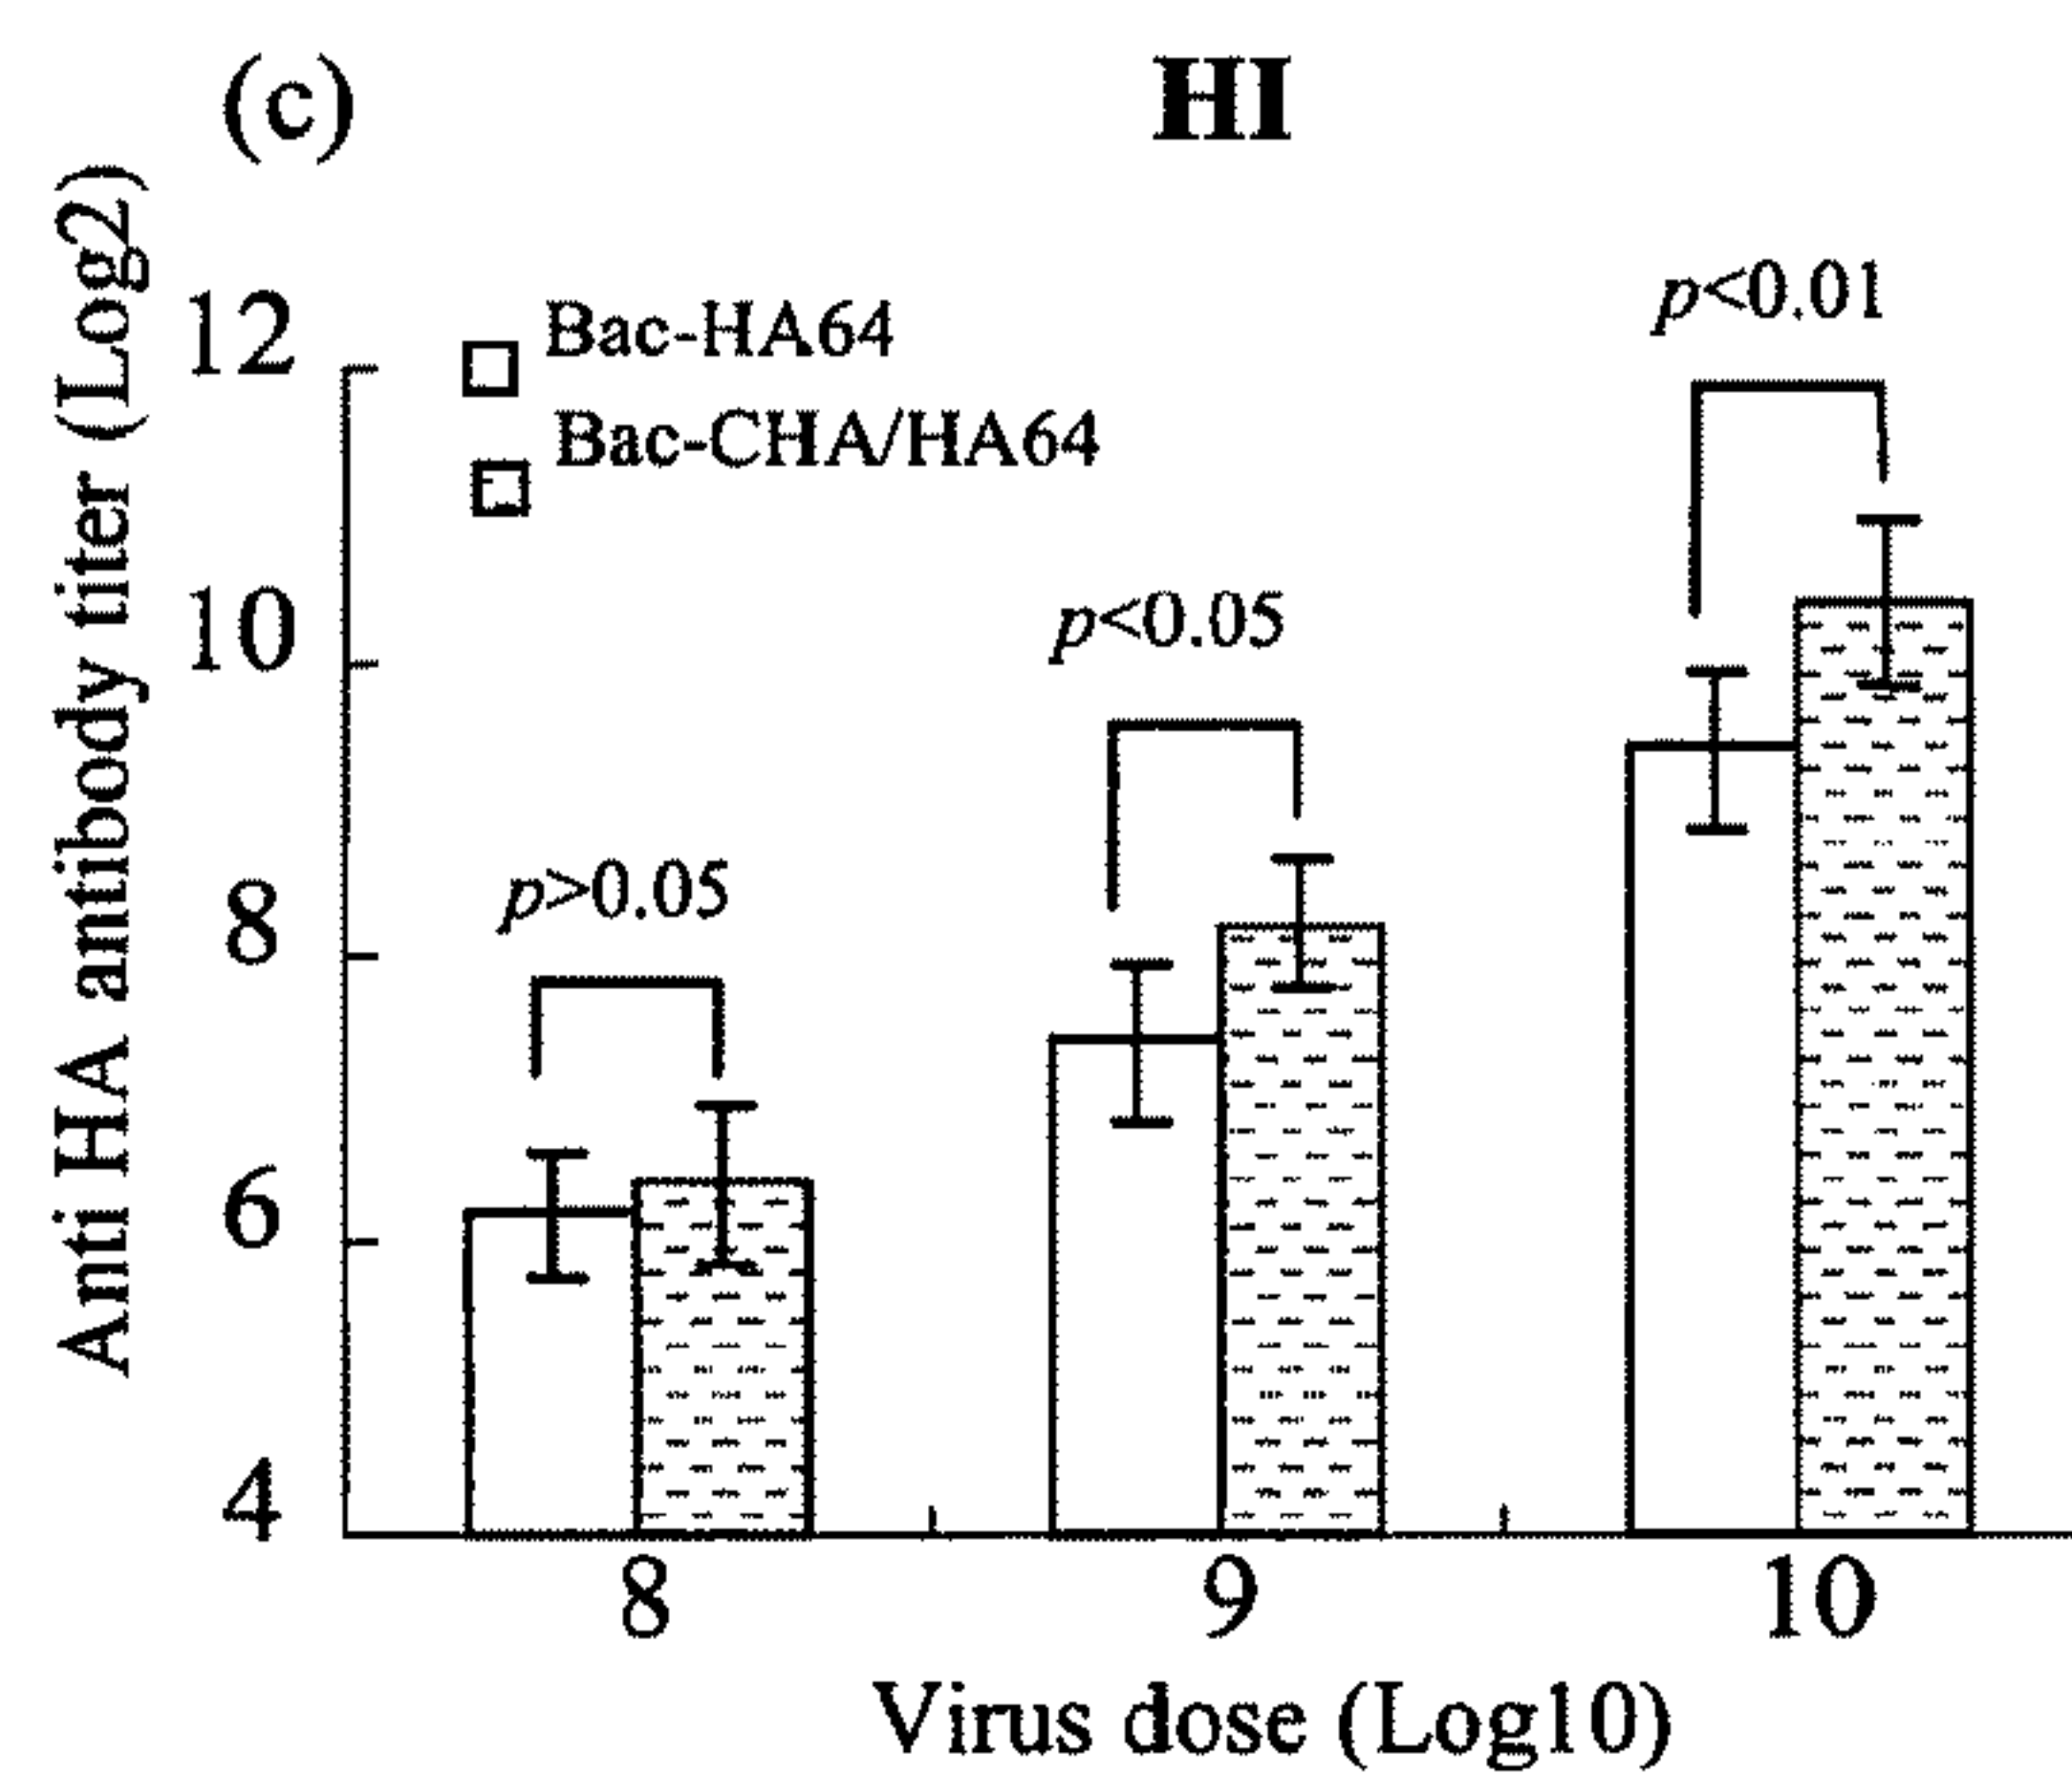 (c)
HI
Anti HA antibody titer (Log2)
12
10
8
6
4
Bac-HA64
Bac-CHA/HA64
p>0.05
p<0.05
p<0.01
8
9
10
Virus dose (Log10)